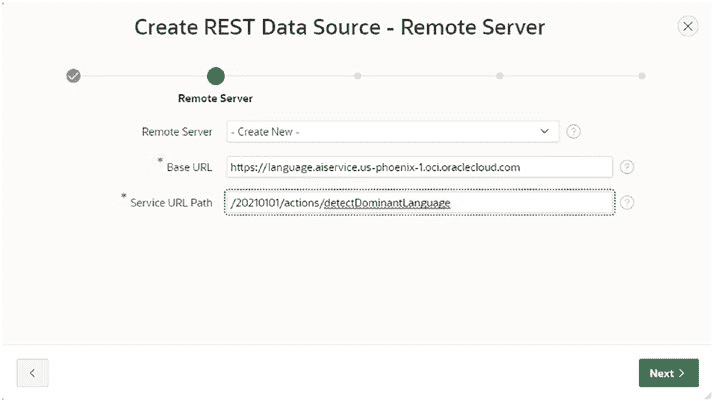 Create REST Data Source - Remote Server
Remote Server
Remote Server - Create New -
* Base URL https://language.aiservice.us-phoenix-1.oci.oraclecloud.com
* Service URL Path /20210101/actions/detectDominantLanguage
Next